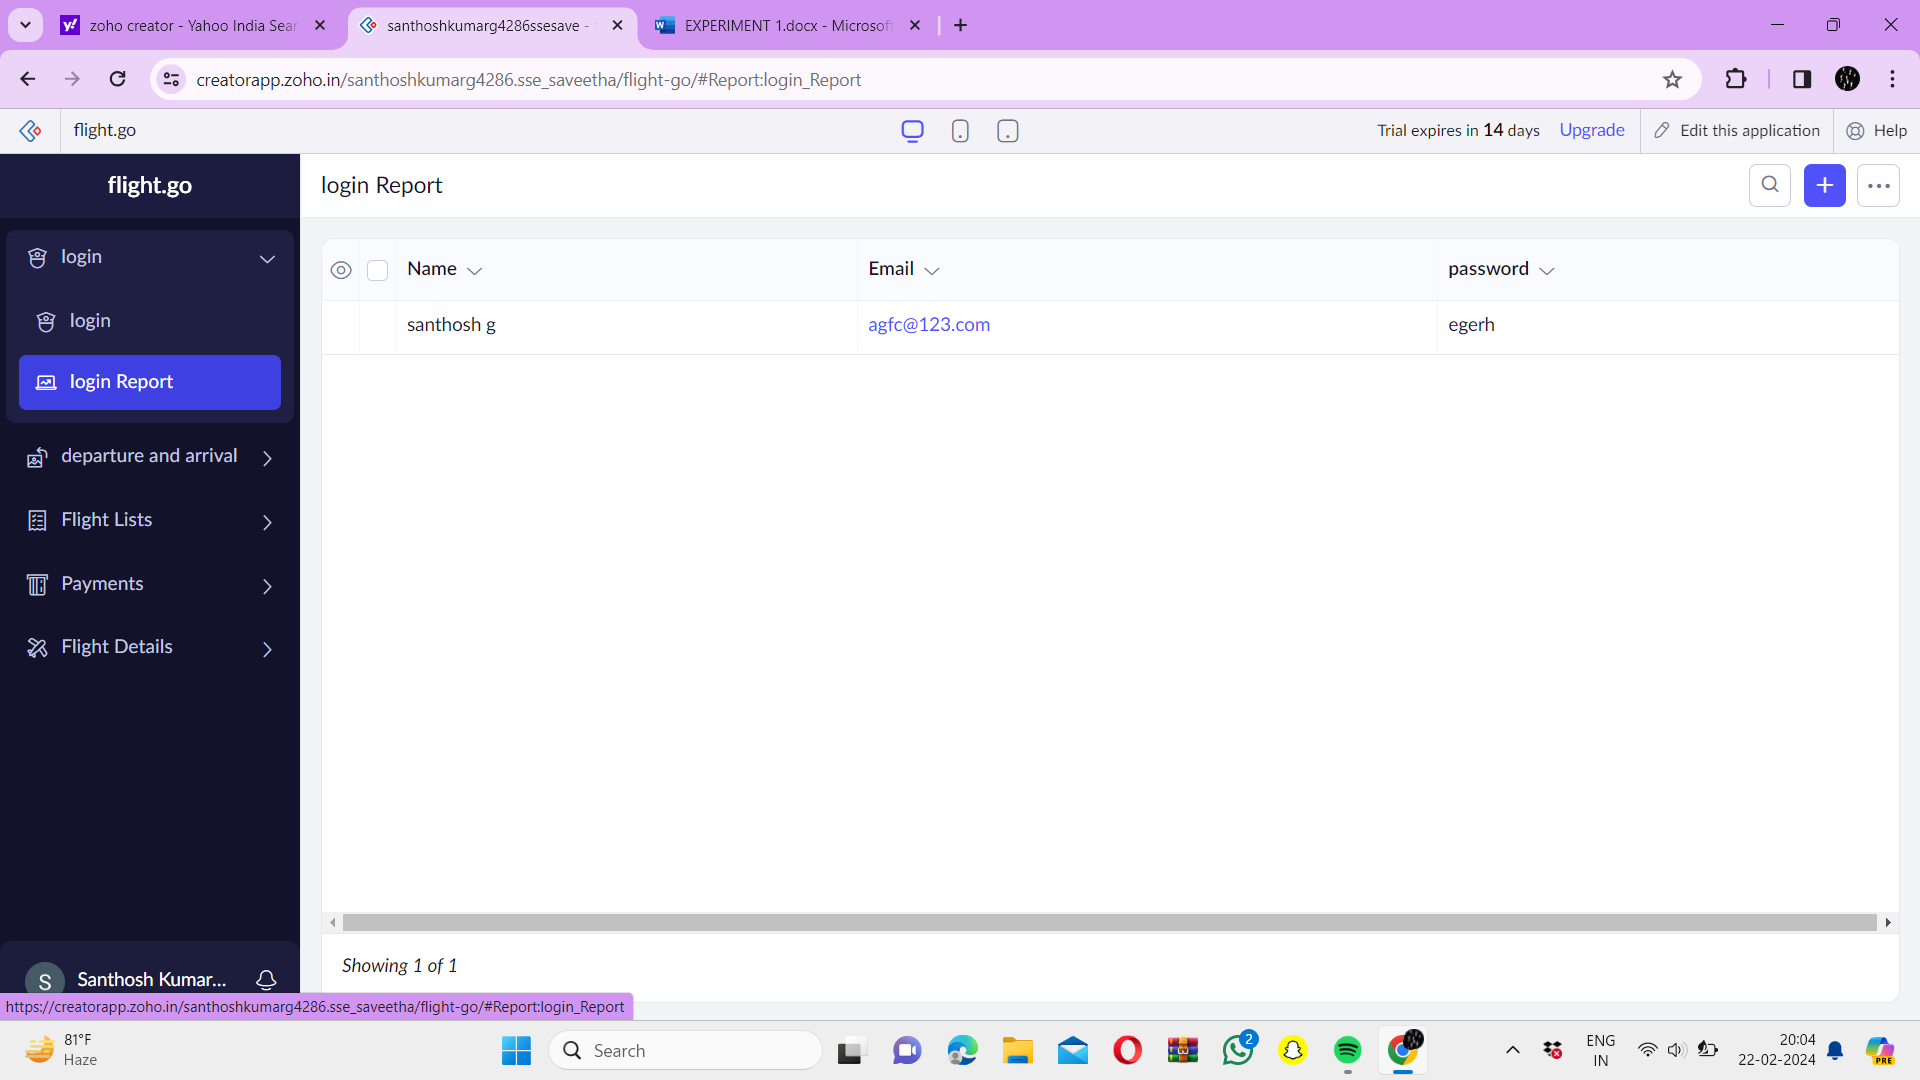 zoho creator - Yahoo India Sear
santhoshkumarg4286ssesave -
EXPERIMENT 1.docx - Microsoft
creatorapp.zoho.in/santhoshkumarg4286.sse_saveetha/flight-go/#Report:login_Report
flight.go
Trial expires in 14 days
Upgrade
Edit this application
Help
flight.go
login Report
login
login
login Report
departure and arrival
Flight Lists
Payments
Flight Details
Name
Email
password
santhosh g
agfc@123.com
egerh
Showing 1 of 1
S
Santhosh Kumar...
https://creatorapp.zoho.in/santhoshkumarg4286.sse_saveetha/flight-go/#Report:login_Report
81°F
Haze
Search
2
ENG
IN
20:04
22-02-2024
PRE